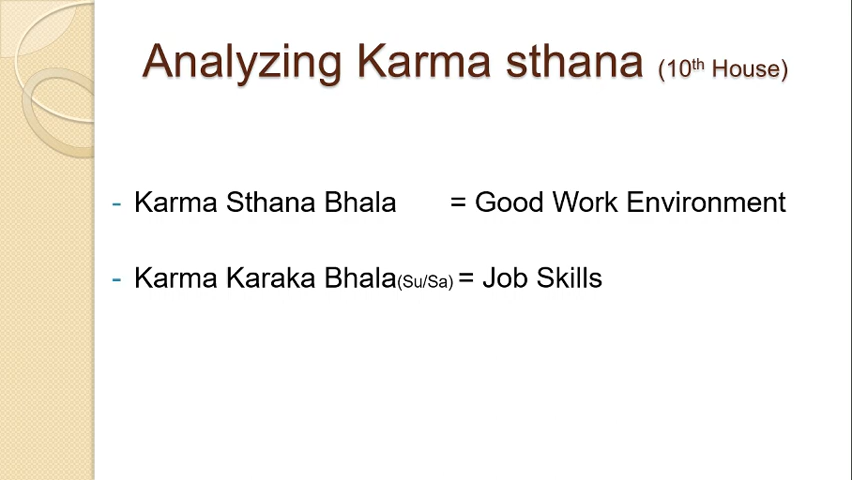 Analyzing Karma sthana (10th House)
- Karma Sthana Bhala = Good Work Environment
- Karma Karaka Bhala(Su/Sa) = Job Skills